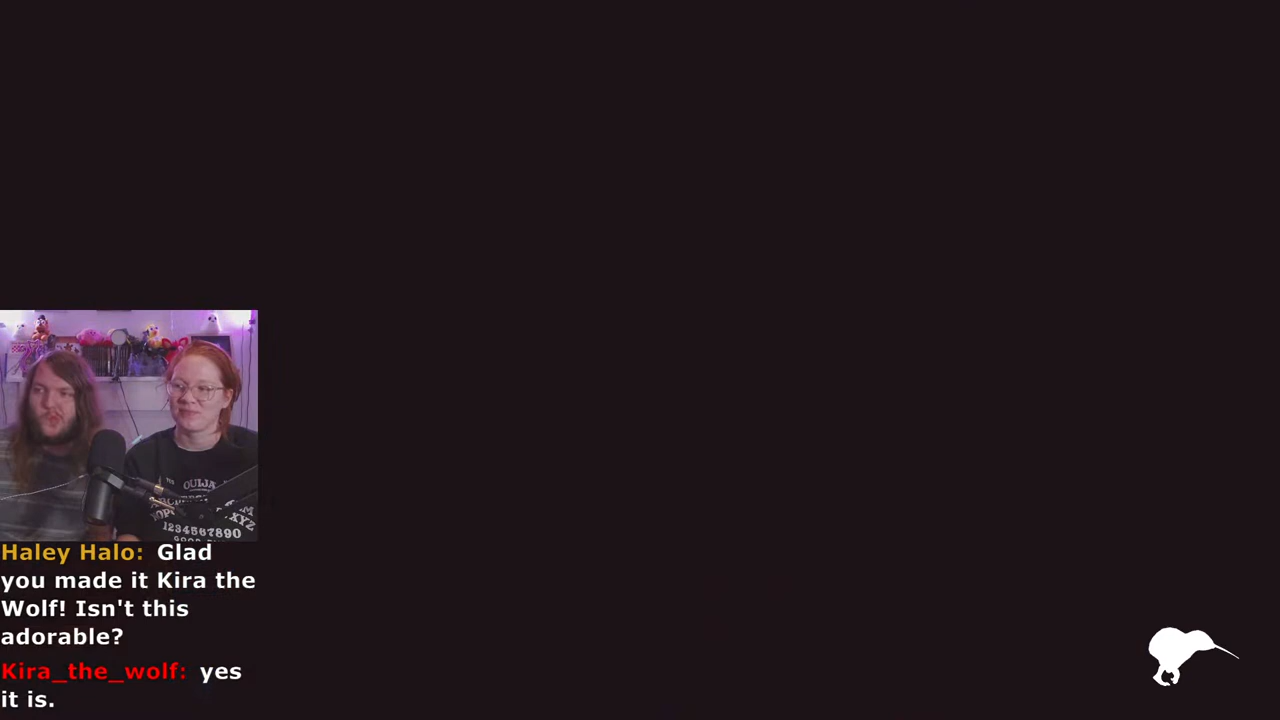 OUIJA
1234567890
Haley Halo: Glad
you made it Kira the
Wolf! Isn't this
adorable?
Kira_the_wolf: yes
it is.